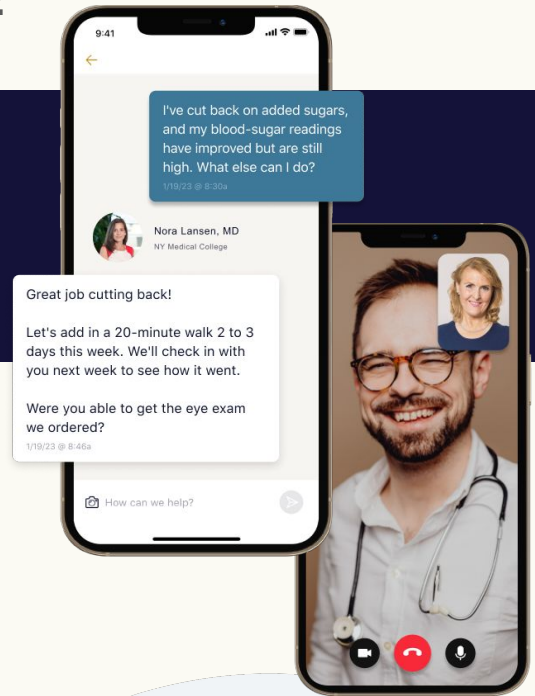 9:41
I've cut back on added sugars,
and my blood-sugar readings
have improved but are still
high. What else can I do?
1/19/23 @ 8:30a
Nora Lansen, MD
NY Medical College
Great job cutting back!
Let's add in a 20-minute walk 2 to 3
days this week. We'll check in with
you next week to see how it went.
Were you able to get the eye exam
we ordered?
1/19/23 @ 8:46a
How can we help?